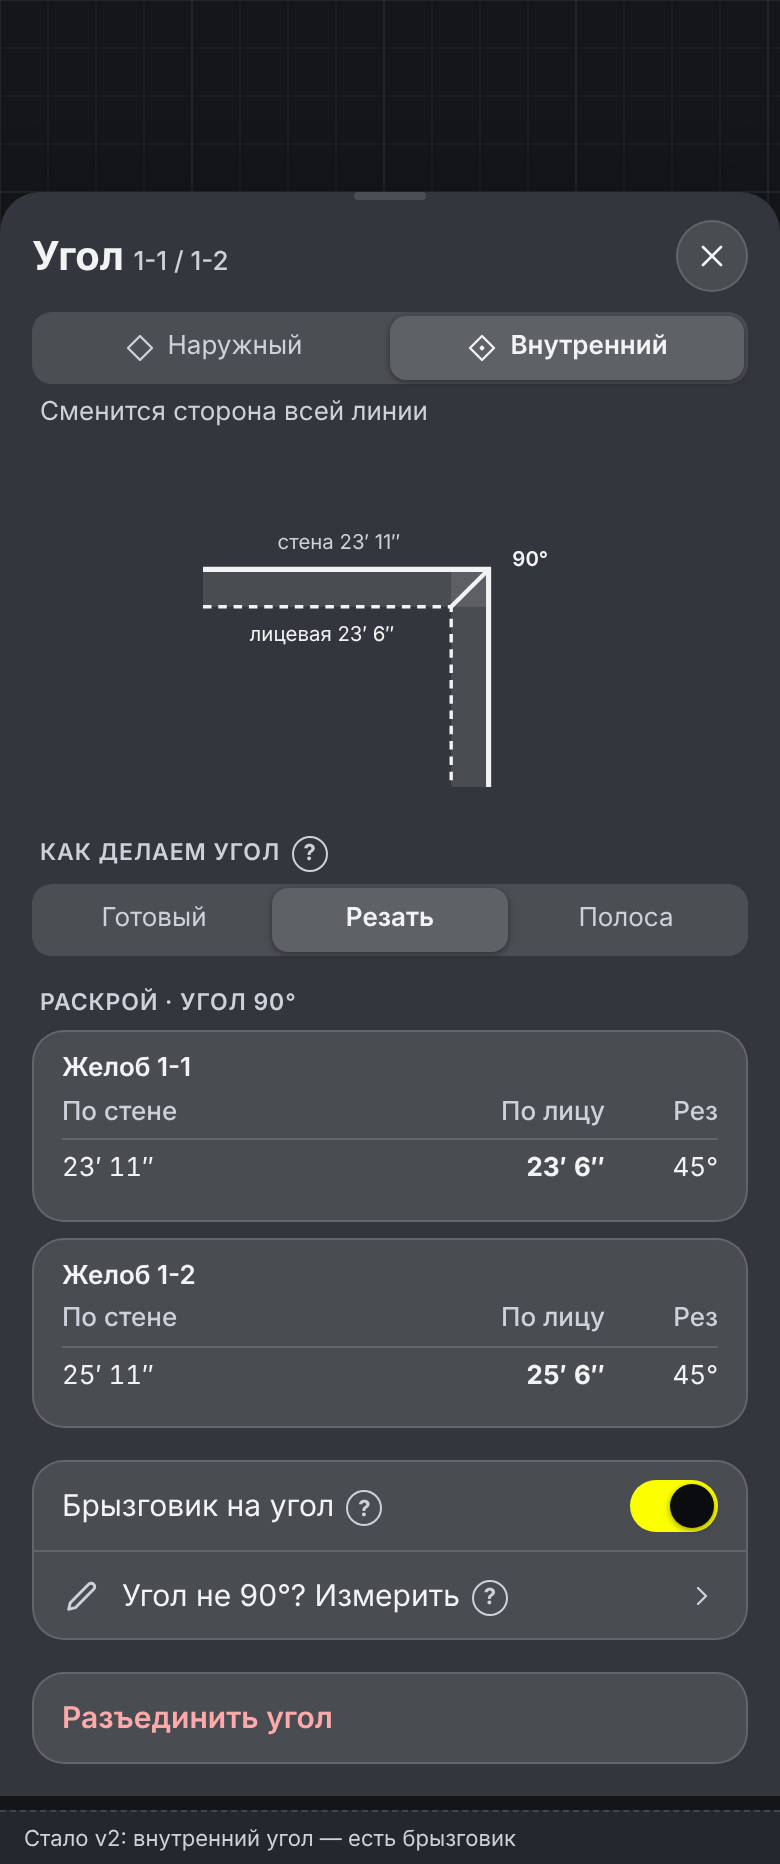 Угол 1-1 / 1-2
Наружный Внутренний
Сменится сторона всей линии
стена 23′ 11″
90°
лицевая 23′ 6″
КАК ДЕЛАЕМ УГОЛ ?
Готовый Резать Полоса
РАСКРОЙ · УГОЛ 90°
Желоб 1-1
По стене По лицу Рез
23′ 11″ 23′ 6″ 45°
Желоб 1-2
По стене По лицу Рез
25′ 11″ 25′ 6″ 45°
Брызговик на угол ?
Угол не 90°? Измерить ?
Разъединить угол
Стало v2: внутренний угол — есть брызговик